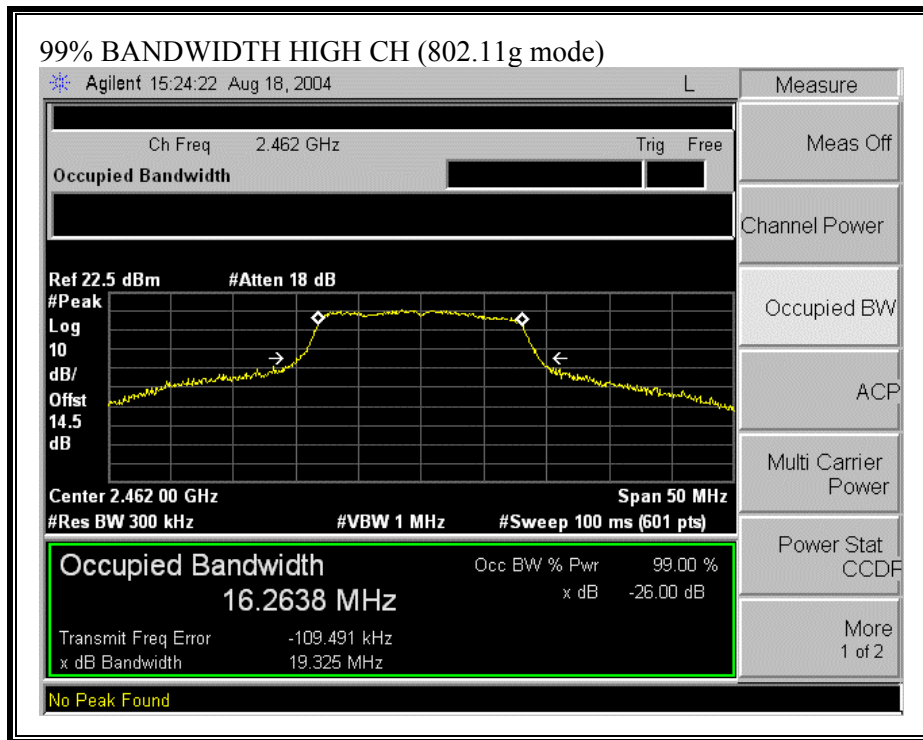 99% BANDWIDTH HIGH CH (802.11g mode)
Agilent 15:24:22 Aug 18, 2004 L
Measure
Ch Freq 2.462 GHz Trig Free
Occupied Bandwidth
Meas Off
Channel Power
Ref 22.5 dBm #Atten 18 dB
#Peak
Log
10
dB/
Offst
14.5
dB
Occupied BW
ACP
Center 2.462 00 GHz Span 50 MHz
#Res BW 300 kHz #VBW 1 MHz #Sweep 100 ms (601 pts)
Multi Carrier
Power
Occupied Bandwidth
16.2638 MHz
Occ BW % Pwr 99.00 %
x dB -26.00 dB
Transmit Freq Error -109.491 kHz
x dB Bandwidth 19.325 MHz
Power Stat
CCDF
More
1 of 2
No Peak Found